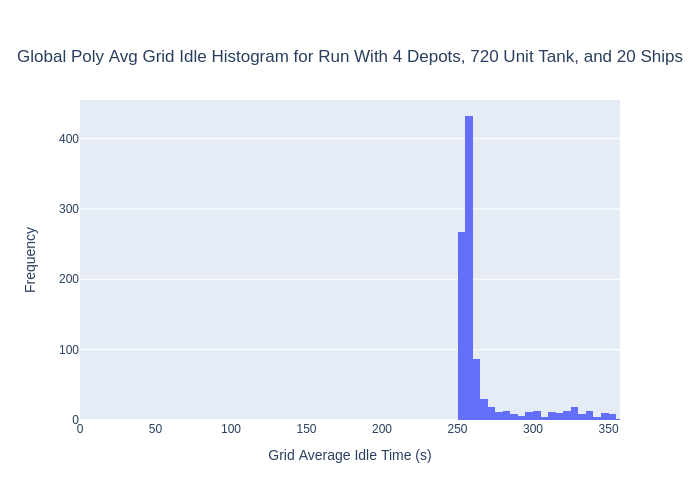 Global Poly Avg Grid Idle Histogram for Run With 4 Depots, 720 Unit Tank, and 20 Ships
Frequency
400
300
200
100
0
0 50 100 150 200 250 300 350
Grid Average Idle Time (s)